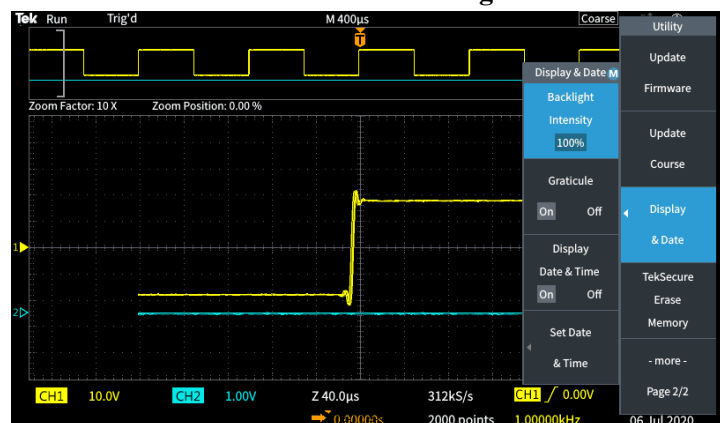 Tek Run Trig'd M 400µs Coarse
Utility
Update
Firmware
Update
Course
Display
& Date
TekSecure
Erase
Memory
- more -
Page 2/2
Display & Date M
Backlight
Intensity
100%
Graticule
On Off
Display
Date & Time
On Off
Set Date
& Time
T
Zoom Factor: 10 X Zoom Position: 0.00 %
1
2
CH1 10.0V CH2 1.00V Z 40.0µs 312kS/s CH1 / 0.00V
0.00000s 2000 points 1.00000kHz 06 Jul 2020